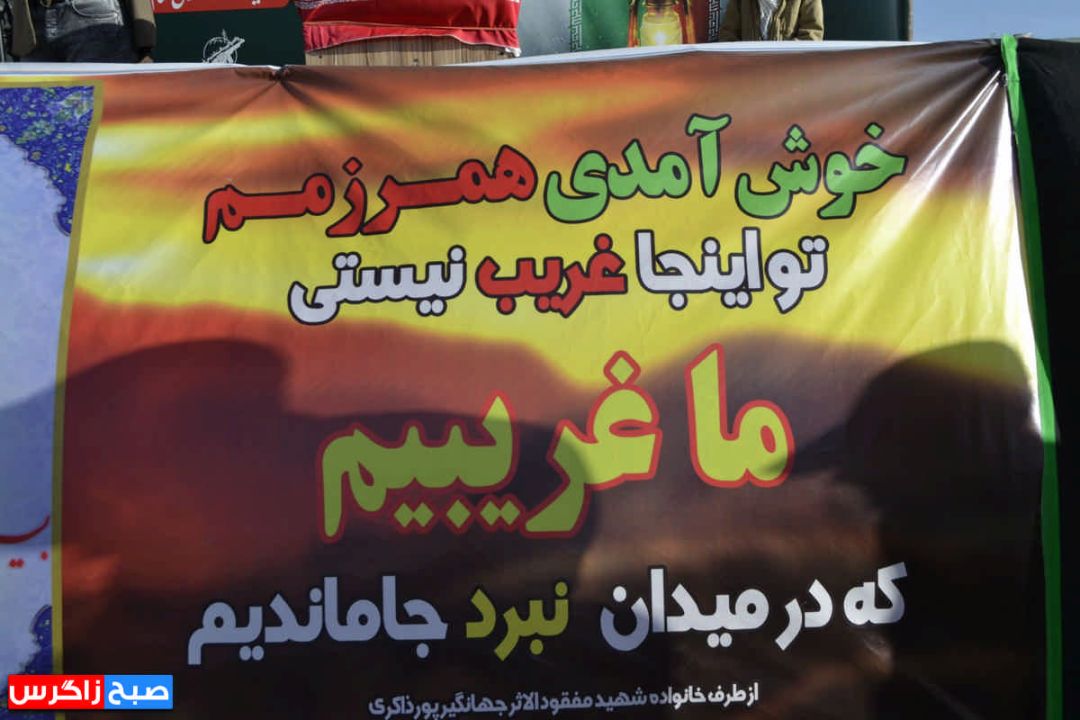 خوش آمدی همرزمم
تو اینجا غریب نیستی
ما غریبیم
که در میدان نبرد جاماندیم
از طرف خانواده شهید مفقودالاثر جهانگیر پورذاکری
صبح زاگرس